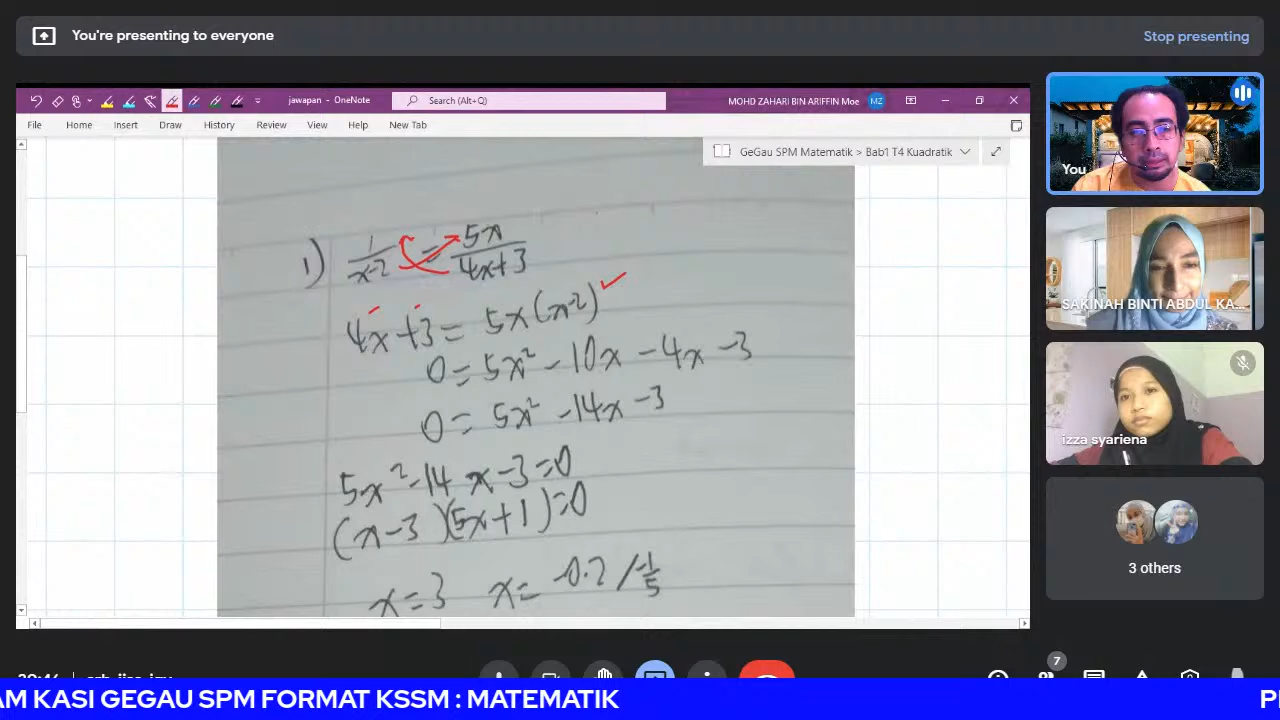 You're presenting to everyone
Stop presenting
jawapan - OneNote
Search (Alt+Q)
MOHD ZAHARI BIN ARIFFIN Moe
MZ
File Home Insert Draw History Review View Help New Tab
GeGau SPM Matematik > Bab1 T4 Kuadratik
1) 1/(x-2) = 5x/(4x+3)
4x + 3 = 5x(x-2)
0 = 5x² - 10x - 4x - 3
0 = 5x² - 14x - 3
5x² - 14x - 3 = 0
(x - 3)(5x + 1) = 0
x = 3 x = -0.2 / -1/5
You
SAKINAH BINTI ABDUL KA...
izza syariena
3 others
7
AM KASI GEGAU SPM FORMAT KSSM : MATEMATIK